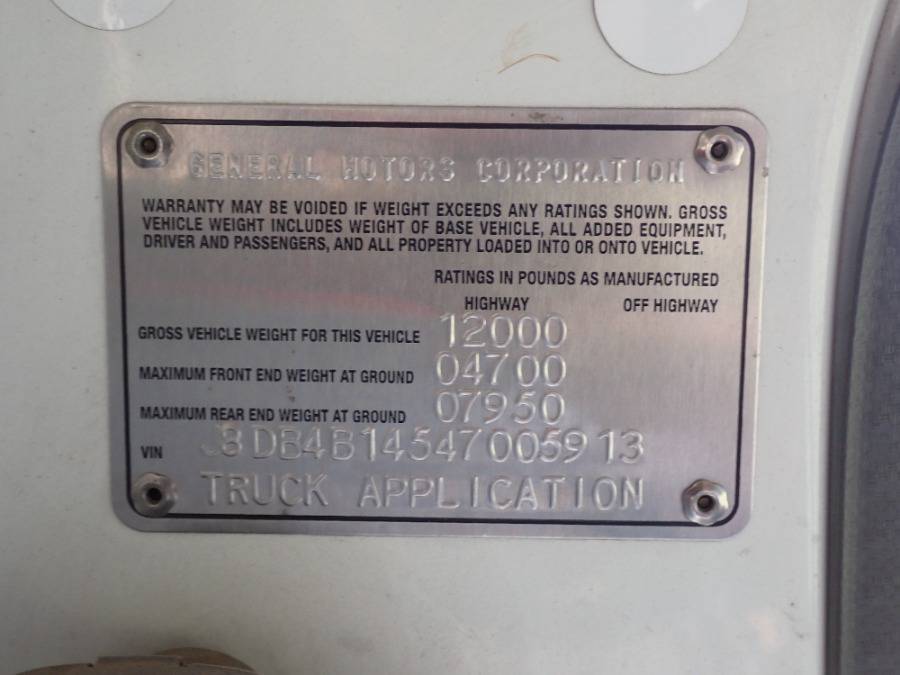 GENERAL MOTORS CORPORATION
WARRANTY MAY BE VOIDED IF WEIGHT EXCEEDS ANY RATINGS SHOWN. GROSS
VEHICLE WEIGHT INCLUDES WEIGHT OF BASE VEHICLE, ALL ADDED EQUIPMENT,
DRIVER AND PASSENGERS, AND ALL PROPERTY LOADED INTO OR ONTO VEHICLE.
RATINGS IN POUNDS AS MANUFACTURED
HIGHWAY OFF HIGHWAY
GROSS VEHICLE WEIGHT FOR THIS VEHICLE 12000
MAXIMUM FRONT END WEIGHT AT GROUND 04700
MAXIMUM REAR END WEIGHT AT GROUND 07950
VIN J8DB4B14547005913
TRUCK APPLICATION